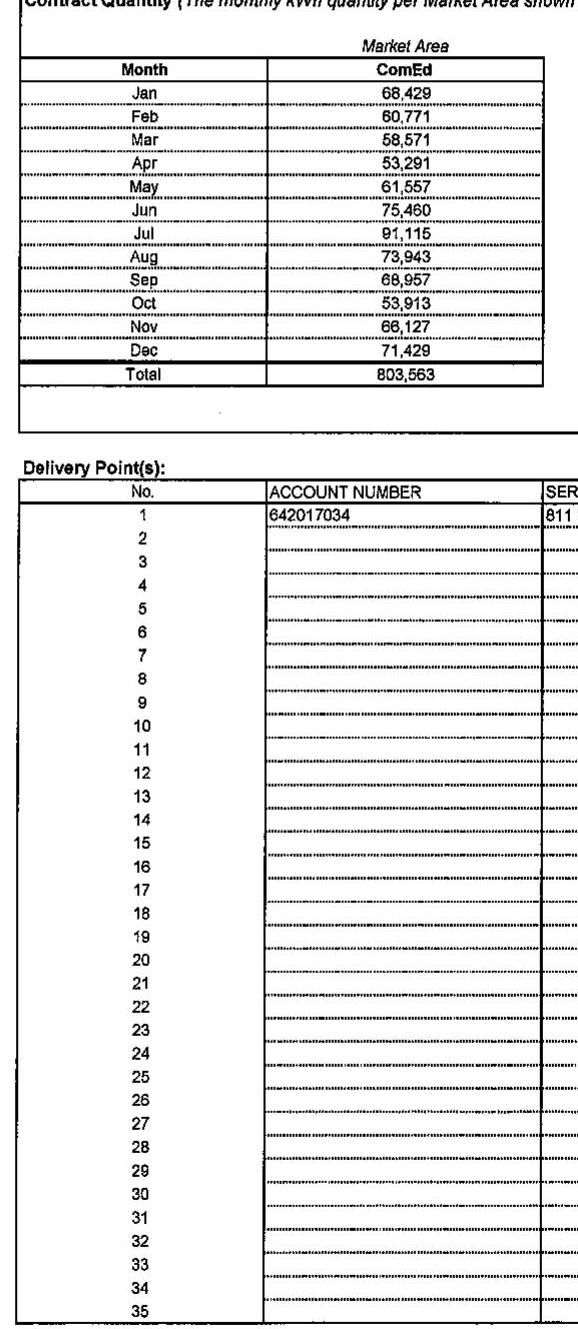 Contract Quantity (The monthly kWh quantity per Market Area shown
Market Area
Month ComEd
Jan 68,429
Feb 60,771
Mar 58,571
Apr 53,291
May 61,557
Jun 75,460
Jul 91,115
Aug 73,943
Sep 68,957
Oct 53,913
Nov 66,127
Dec 71,429
Total 803,563
Delivery Point(s):
No. ACCOUNT NUMBER SER
1 642017034 811
2
3
4
5
6
7
8
9
10
11
12
13
14
15
16
17
18
19
20
21
22
23
24
25
26
27
28
29
30
31
32
33
34
35